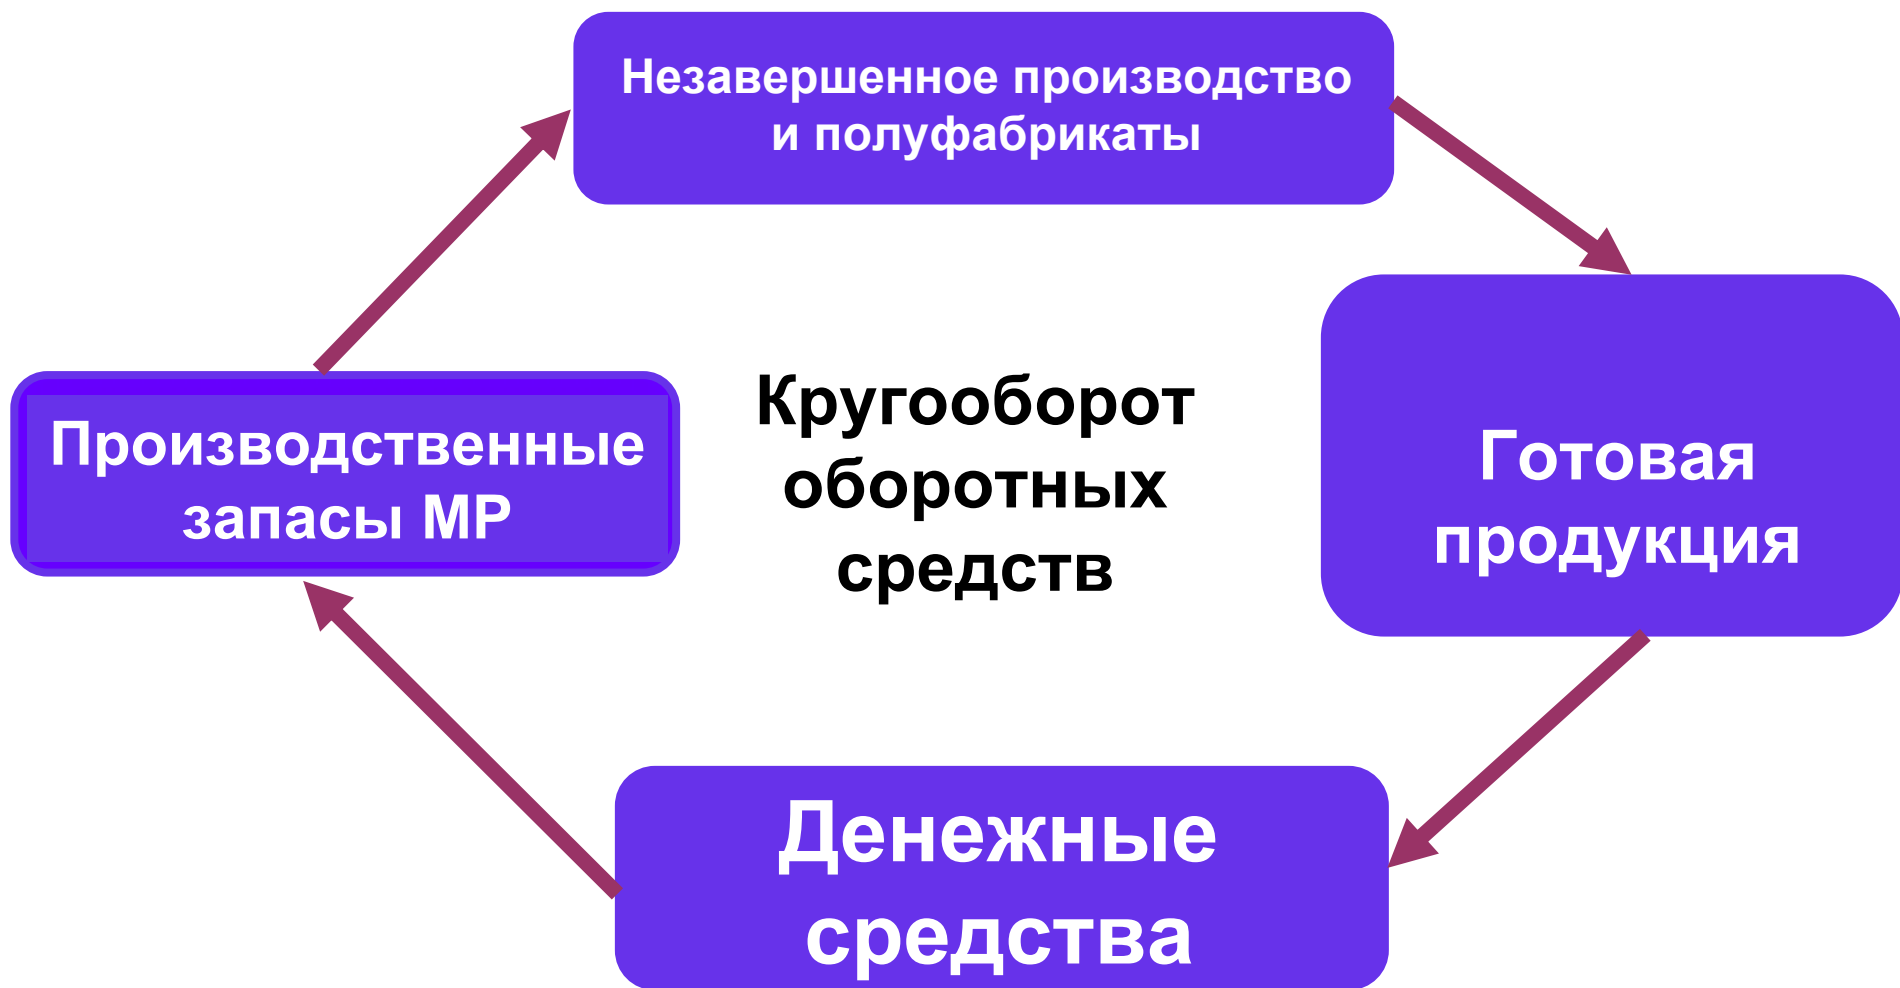 Незавершенное производство
и полуфабрикаты
Производственные
запасы МР
Кругооборот
оборотных
средств
Готовая
продукция
Денежные
средства